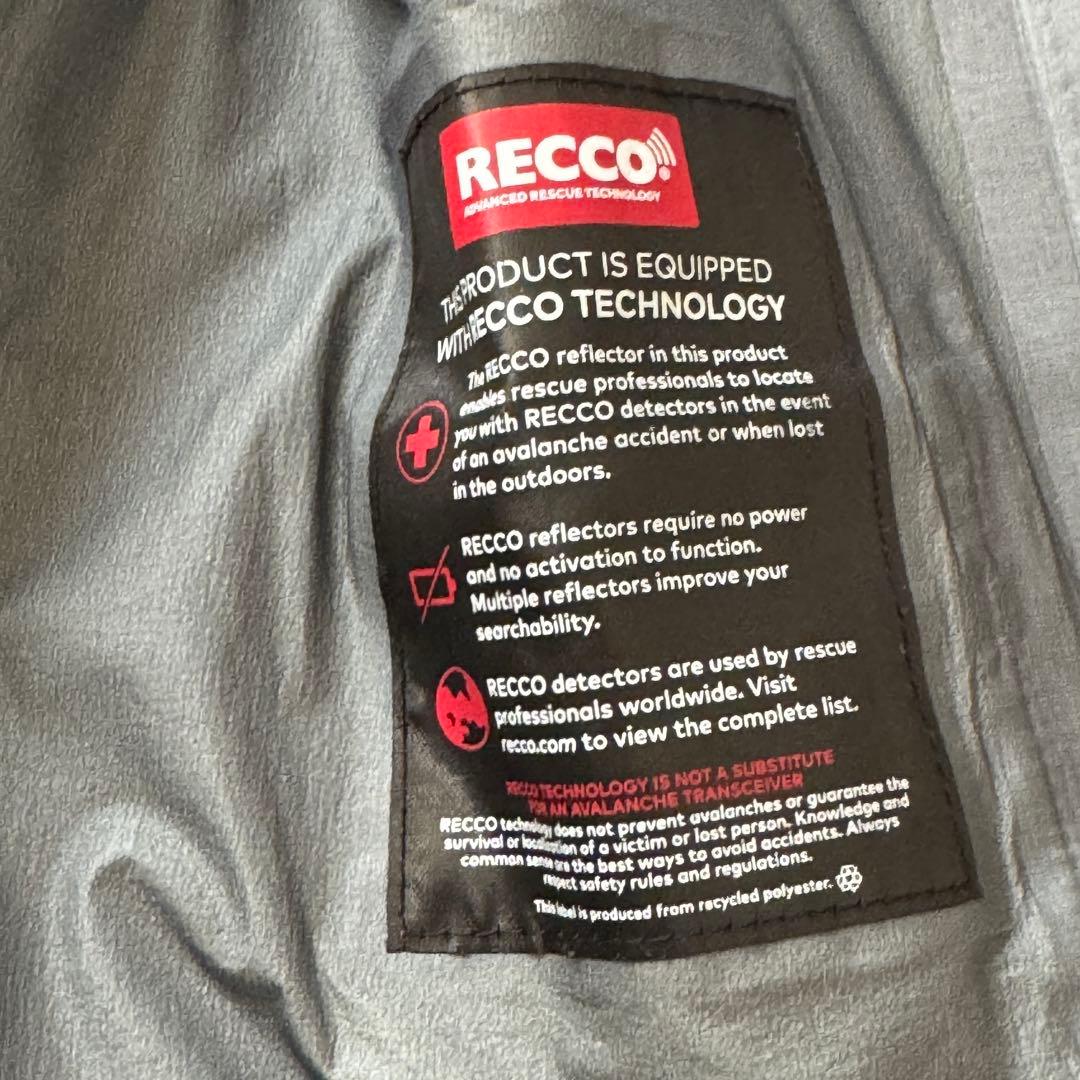 RECCO
ADVANCED RESCUE TECHNOLOGY
THIS PRODUCT IS EQUIPPED
WITH RECCO TECHNOLOGY
The RECCO reflector in this product
enables rescue professionals to locate
you with RECCO detectors in the event
of an avalanche accident or when lost
in the outdoors.
RECCO reflectors require no power
and no activation to function.
Multiple reflectors improve your
searchability.
RECCO detectors are used by rescue
professionals worldwide. Visit
recco.com to view the complete list.
RECCO TECHNOLOGY IS NOT A SUBSTITUTE
FOR AN AVALANCHE TRANSCEIVER
RECCO technology does not prevent avalanches or guarantee the
survival or localization of a victim or lost person. Knowledge and
common sense are the best ways to avoid accidents. Always
respect safety rules and regulations.
This label is produced from recycled polyester.